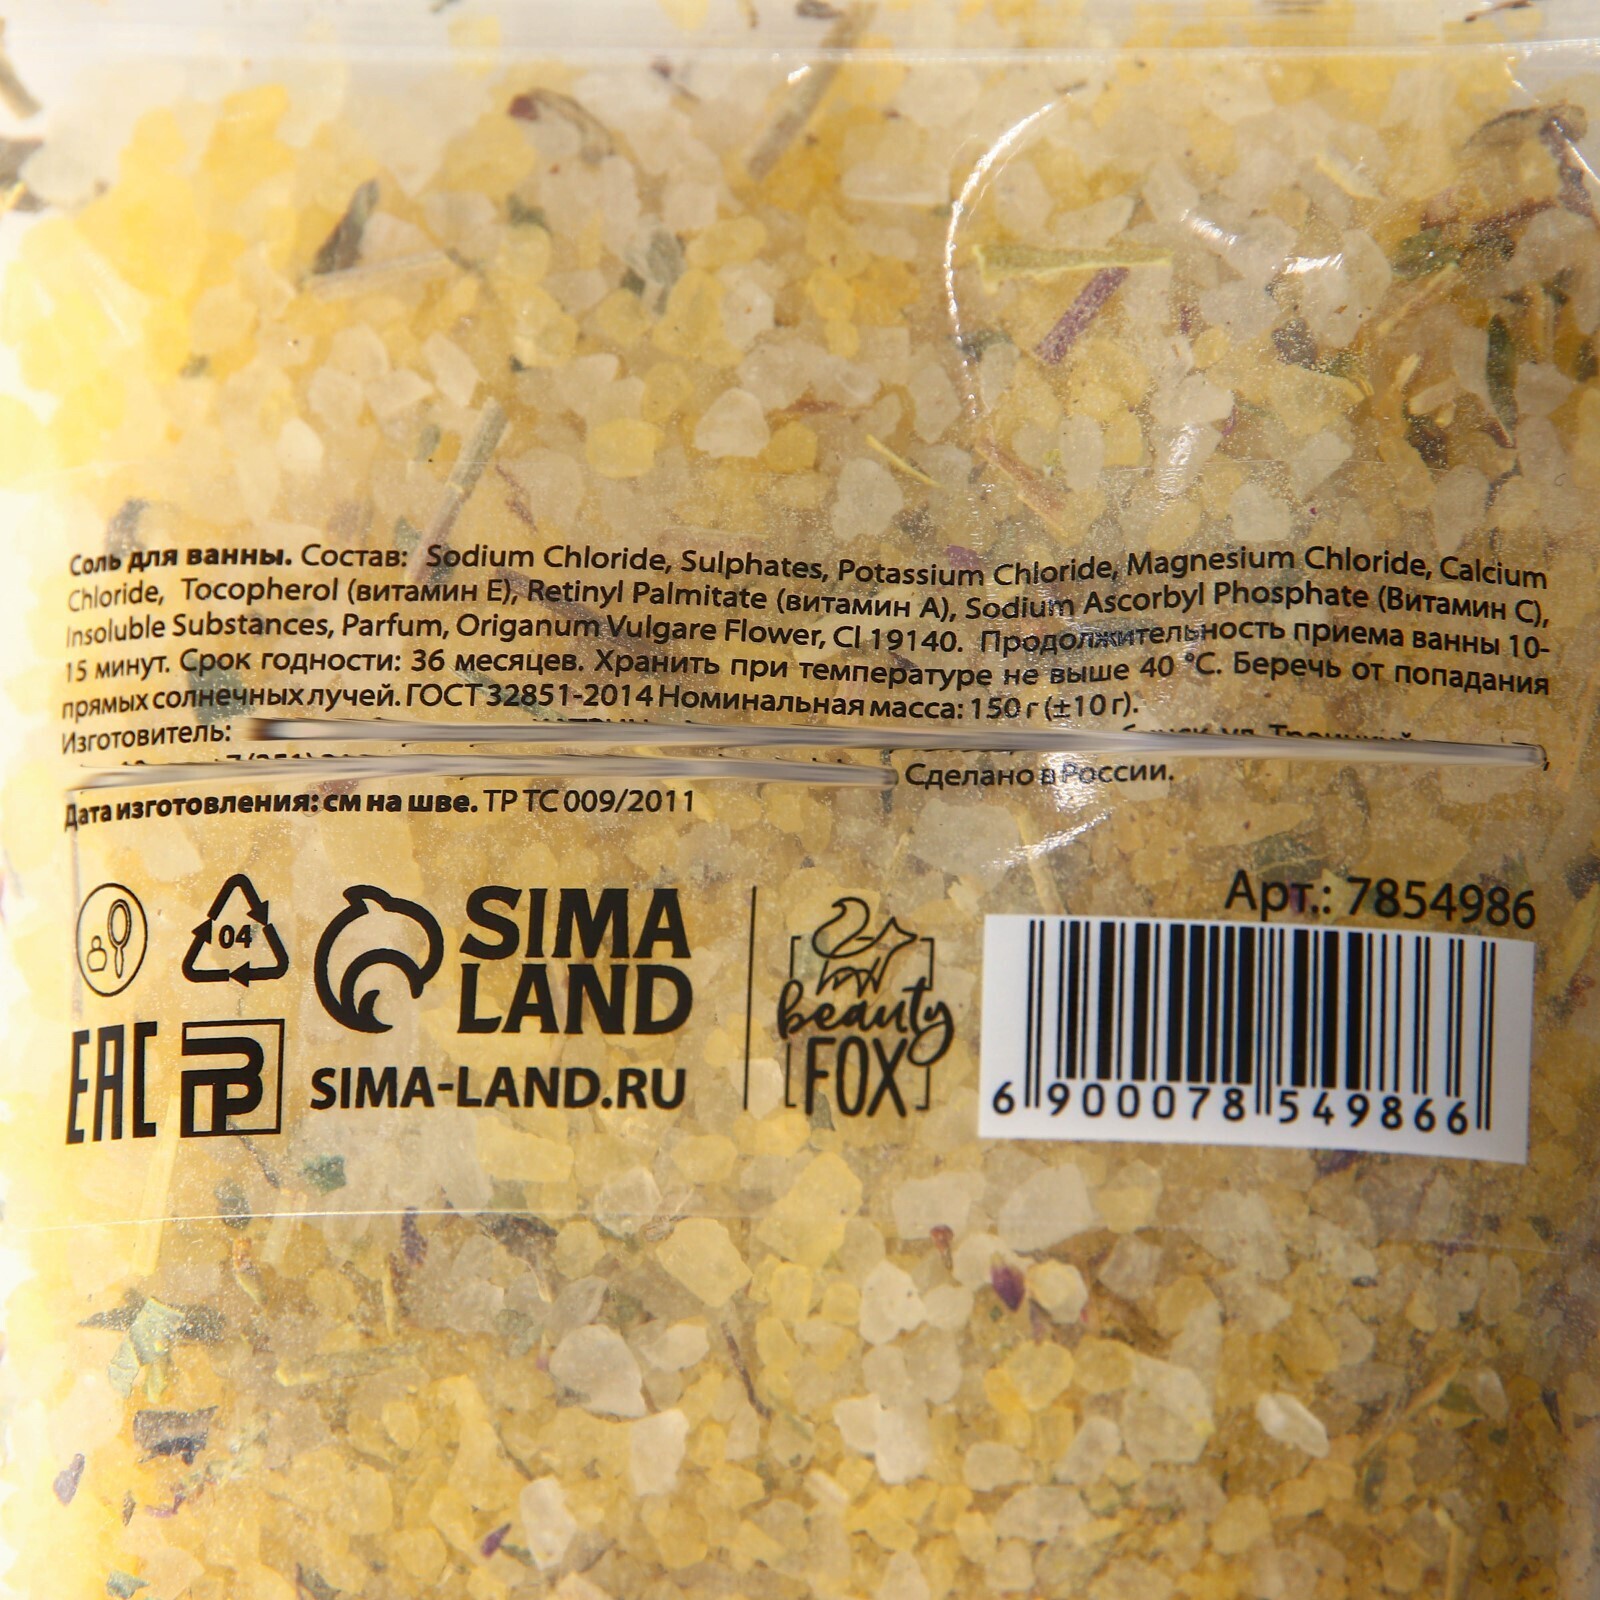 Соль для ванны. Состав: Sodium Chloride, Sulphates, Potassium Chloride, Magnesium Chloride, Calcium
Chloride, Tocopherol (витамин Е), Retinyl Palmitate (витамин А), Sodium Ascorbyl Phosphate (Витамин С),
Insoluble Substances, Parfum, Origanum Vulgare Flower, Cl 19140. Продолжительность приема ванны 10-
15 минут. Срок годности: 36 месяцев. Хранить при температуре не выше 40 °С. Беречь от попадания
прямых солнечных лучей. ГОСТ 32851-2014 Номинальная масса: 150 г (±10 г).
Изготовитель:
Сделано в России.
Дата изготовления: см на шве. ТР ТС 009/2011
Арт.: 7854986
04
SIMA
LAND
SIMA-LAND.RU
EAC
beauty
FOX
6 900078 549866